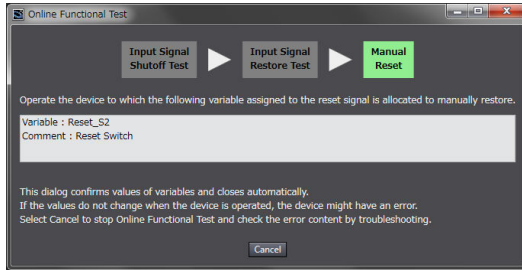 Online Functional Test
Input Signal
Shutoff Test
Input Signal
Restore Test
Manual
Reset
Operate the device to which the following variable assigned to the reset signal is allocated to manually restore.
Variable : Reset_S2
Comment : Reset Switch
This dialog confirms values of variables and closes automatically.
If the values do not change when the device is operated, the device might have an error.
Select Cancel to stop Online Functional Test and check the error content by troubleshooting.
Cancel